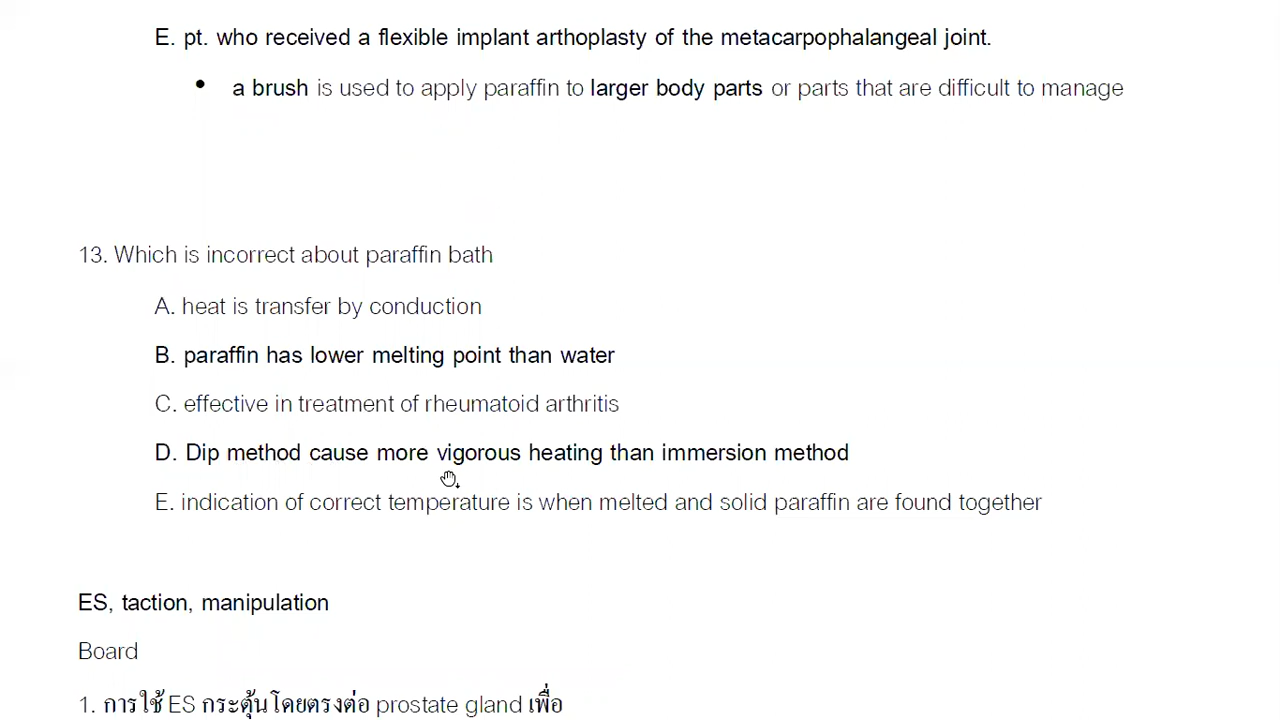 E. pt. who received a flexible implant arthoplasty of the metacarpophalangeal joint.
• a brush is used to apply paraffin to larger body parts or parts that are difficult to manage
13. Which is incorrect about paraffin bath
A. heat is transfer by conduction
B. paraffin has lower melting point than water
C. effective in treatment of rheumatoid arthritis
D. Dip method cause more vigorous heating than immersion method
E. indication of correct temperature is when melted and solid paraffin are found together
ES, taction, manipulation
Board
1. การใช้ ES กระตุ้นโดยตรงต่อ prostate gland เพื่อ